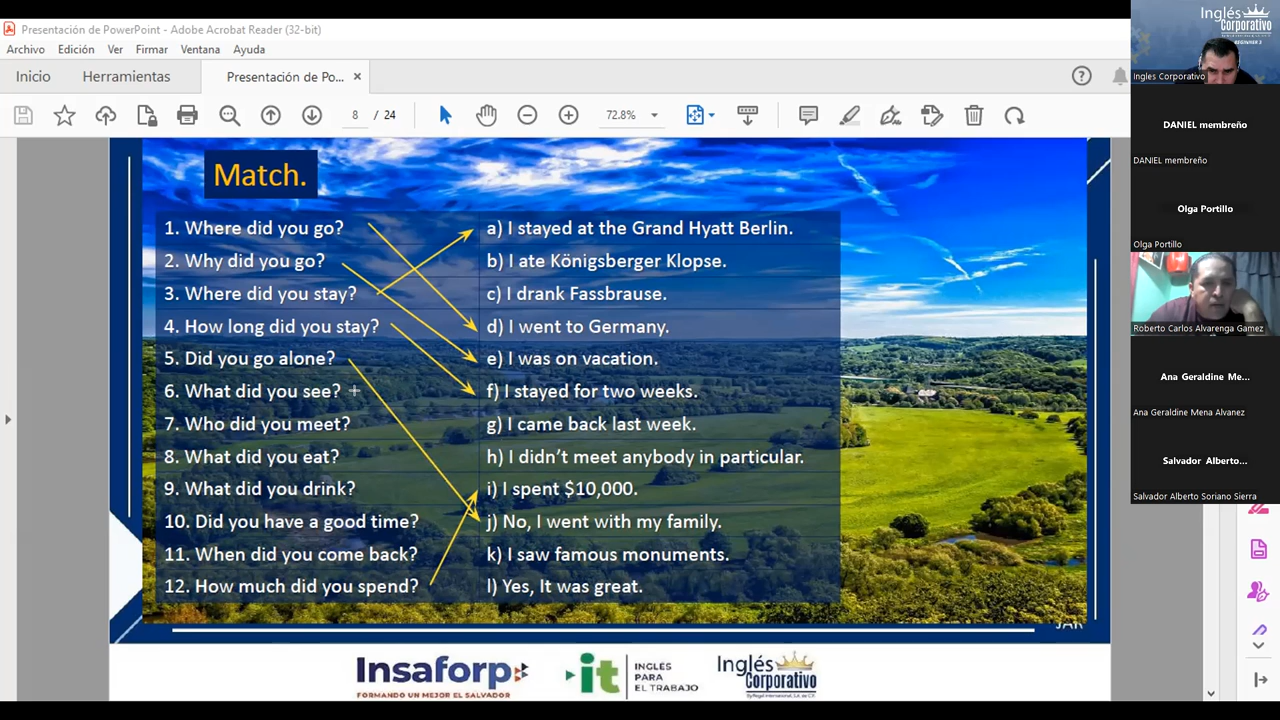 Presentación de PowerPoint - Adobe Acrobat Reader (32-bit)
Archivo Edición Ver Firmar Ventana Ayuda
Inicio Herramientas Presentación de Po... ×
8 / 24 72.8%
Match.
1. Where did you go?
2. Why did you go?
3. Where did you stay?
4. How long did you stay?
5. Did you go alone?
6. What did you see?
7. Who did you meet?
8. What did you eat?
9. What did you drink?
10. Did you have a good time?
11. When did you come back?
12. How much did you spend?
a) I stayed at the Grand Hyatt Berlin.
b) I ate Königsberger Klopse.
c) I drank Fassbrause.
d) I went to Germany.
e) I was on vacation.
f) I stayed for two weeks.
g) I came back last week.
h) I didn't meet anybody in particular.
i) I spent $10,000.
j) No, I went with my family.
k) I saw famous monuments.
l) Yes, It was great.
JAR
Insaforp
FORMANDO UN MEJOR EL SALVADOR
it
INGLÉS
PARA
EL TRABAJO
Inglés
Corporativo
Inglés
Corporativo
BEGINNER 2
Ingles Corporativo
DANIEL membreño
DANIEL membreño
Olga Portillo
Olga Portillo
Roberto Carlos Alvarenga Gamez
Ana Geraldine Me...
Ana Geraldine Mena Alvanez
Salvador Alberto...
Salvador Alberto Soriano Sierra